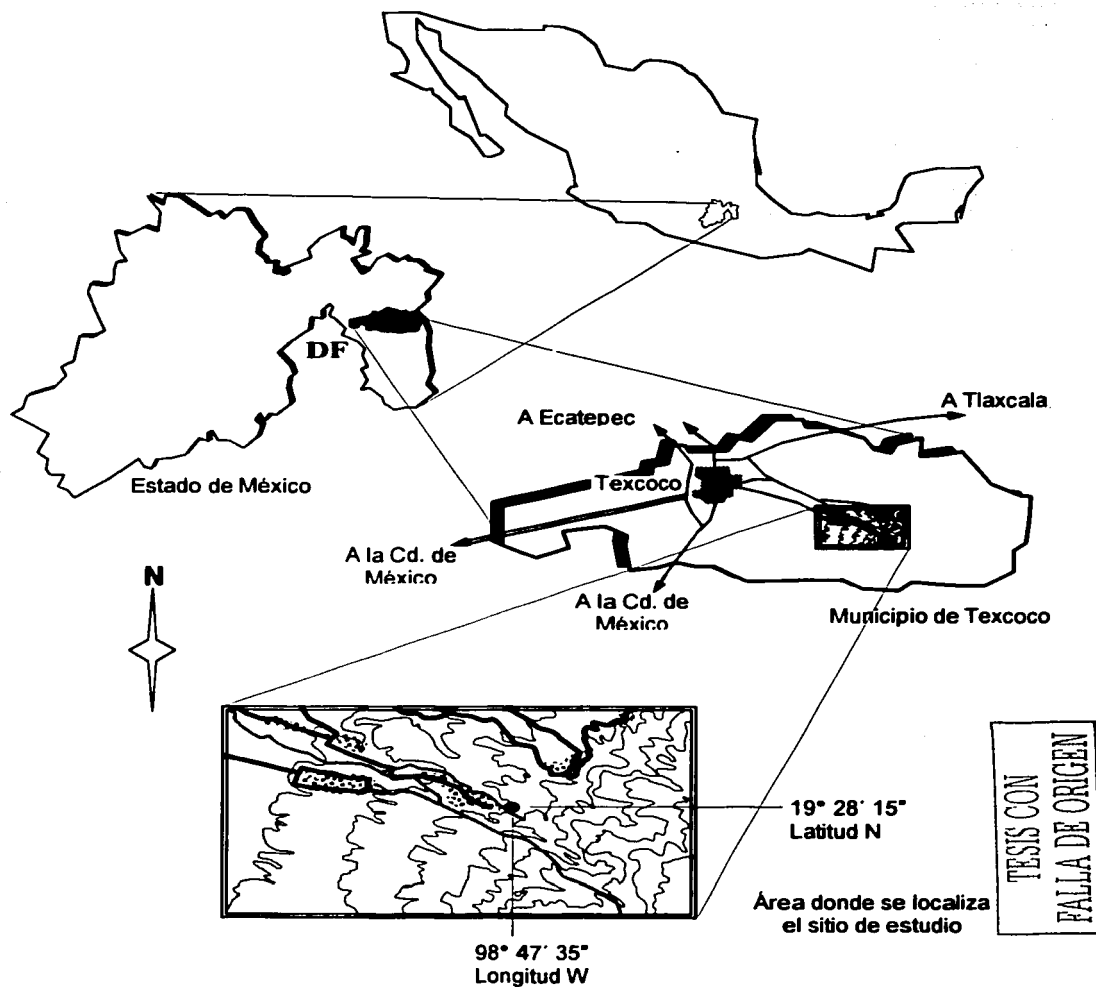 DF
Estado de México
A Ecatepec
A Tlaxcala
Texcoco
A la Cd. de
México
A la Cd. de
México
Municipio de Texcoco
N
19° 28' 15"
Latitud N
Área donde se localiza
el sitio de estudio
98° 47' 35"
Longitud W
TESIS CON
FALLA DE ORIGEN